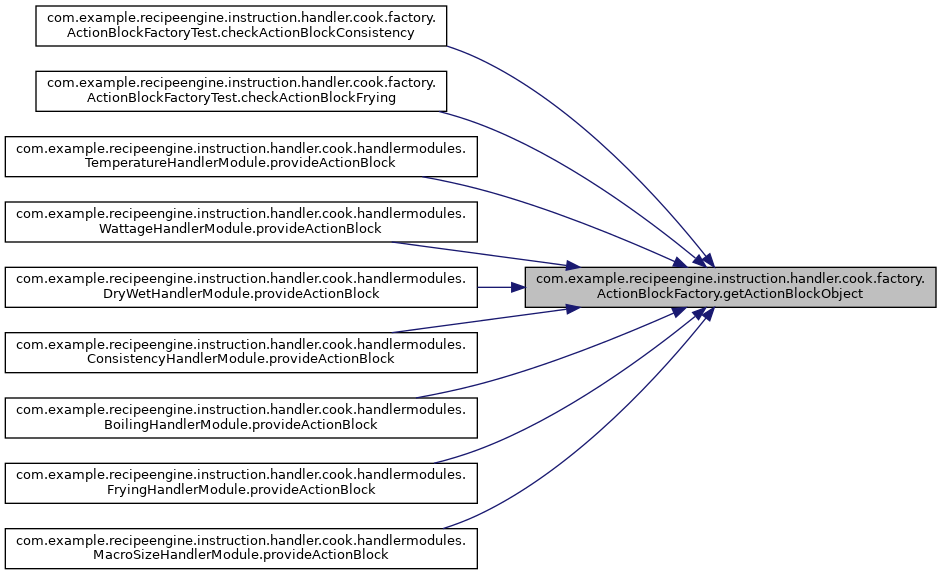 com.example.recipeengine.instruction.handler.cook.factory.
ActionBlockFactoryTest.checkActionBlockConsistency
com.example.recipeengine.instruction.handler.cook.factory.
ActionBlockFactoryTest.checkActionBlockFrying
com.example.recipeengine.instruction.handler.cook.handlermodules.
TemperatureHandlerModule.provideActionBlock
com.example.recipeengine.instruction.handler.cook.handlermodules.
WattageHandlerModule.provideActionBlock
com.example.recipeengine.instruction.handler.cook.handlermodules.
DryWetHandlerModule.provideActionBlock
com.example.recipeengine.instruction.handler.cook.factory.
ActionBlockFactory.getActionBlockObject
com.example.recipeengine.instruction.handler.cook.handlermodules.
ConsistencyHandlerModule.provideActionBlock
com.example.recipeengine.instruction.handler.cook.handlermodules.
BoilingHandlerModule.provideActionBlock
com.example.recipeengine.instruction.handler.cook.handlermodules.
FryingHandlerModule.provideActionBlock
com.example.recipeengine.instruction.handler.cook.handlermodules.
MacroSizeHandlerModule.provideActionBlock